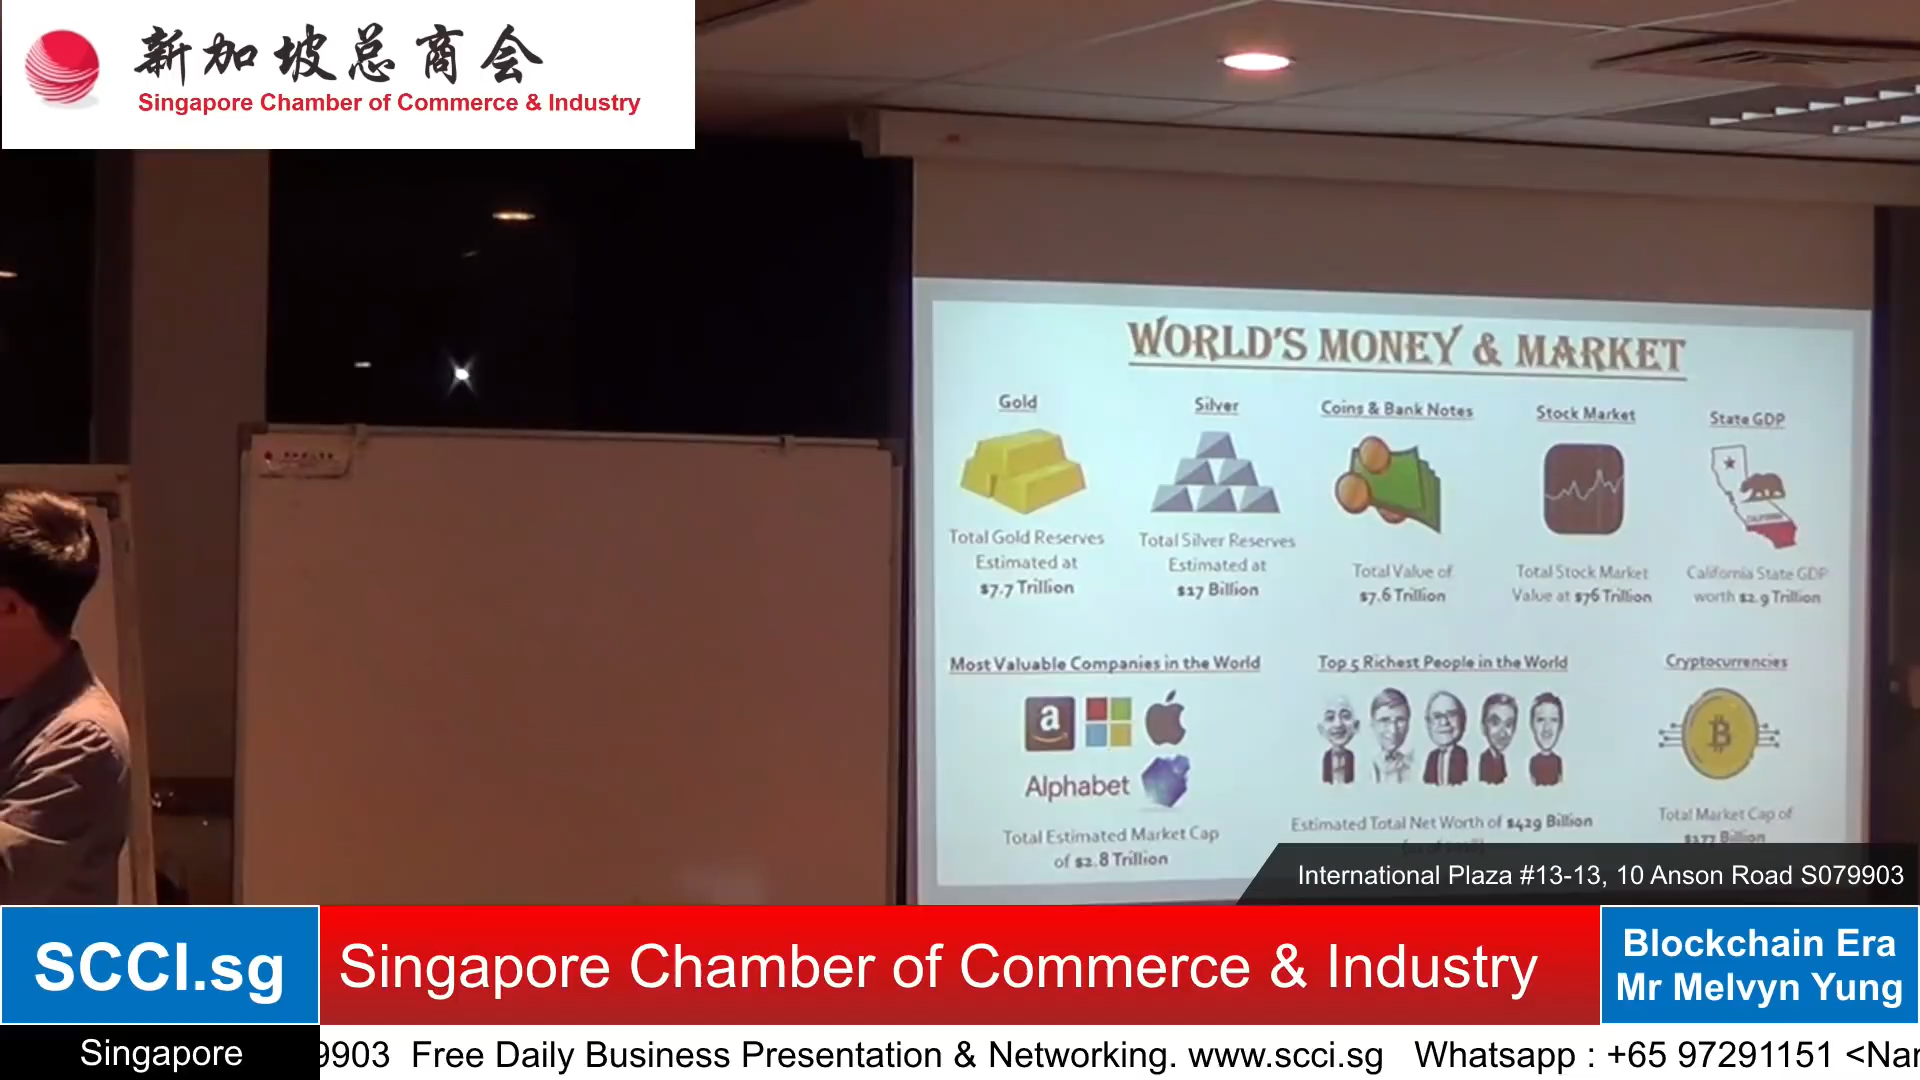 新加坡总商会
Singapore Chamber of Commerce & Industry
WORLD'S MONEY & MARKET
Gold
Total Gold Reserves
Estimated at
$7.7 Trillion
Silver
Total Silver Reserves
Estimated at
$17 Billion
Coins & Bank Notes
Total Value of
$7.6 Trillion
Stock Market
Total Stock Market
Value at $76 Trillion
State GDP
CALIFORNIA
California State GDP
worth $2.9 Trillion
Most Valuable Companies in the World
a
Alphabet
Total Estimated Market Cap
of $2.8 Trillion
Top 5 Richest People in the World
Estimated Total Net Worth of $429 Billion
Cryptocurrencies
Total Market Cap of
$177 Billion
International Plaza #13-13, 10 Anson Road S079903
SCCI.sg
Singapore Chamber of Commerce & Industry
Blockchain Era
Mr Melvyn Yung
Singapore
9903 Free Daily Business Presentation & Networking. www.scci.sg Whatsapp : +65 97291151 <Nar